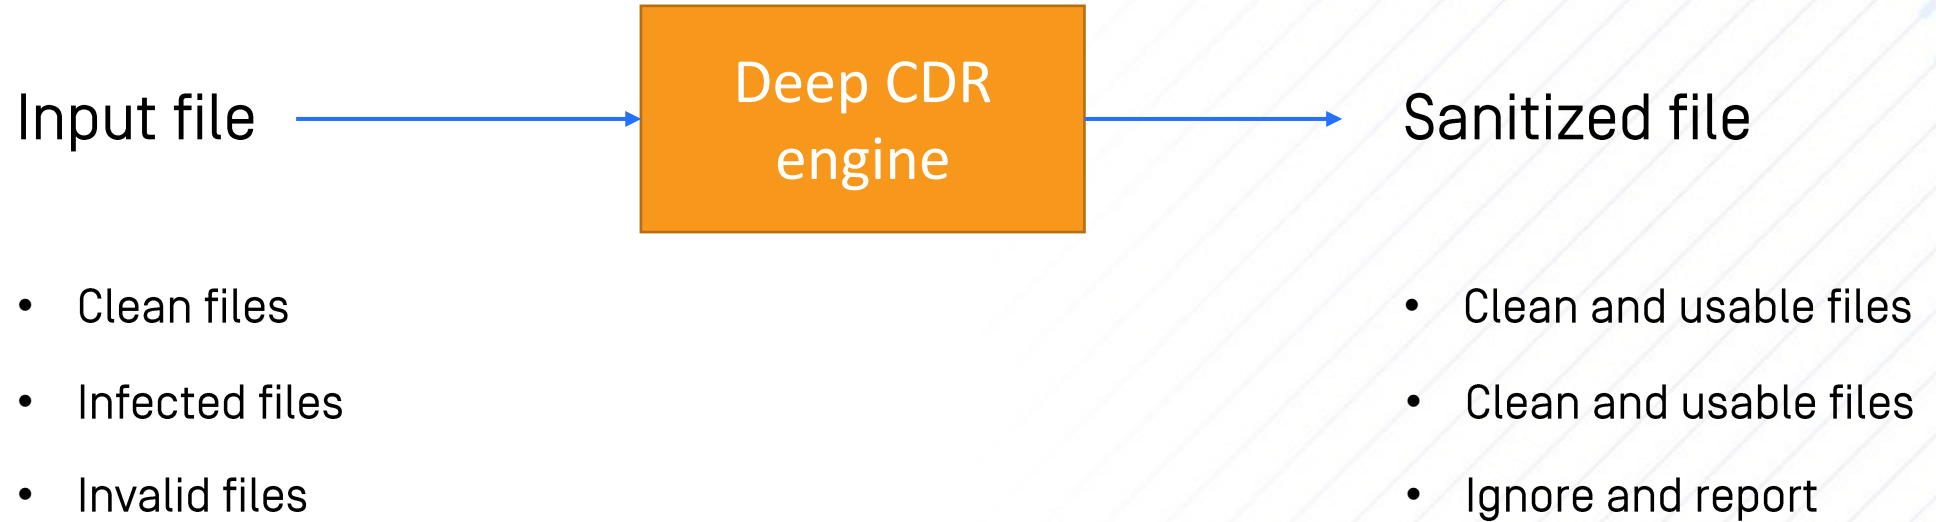 Input file
Deep CDR
engine
Sanitized file
• Clean files
• Infected files
• Invalid files
• Clean and usable files
• Clean and usable files
• Ignore and report